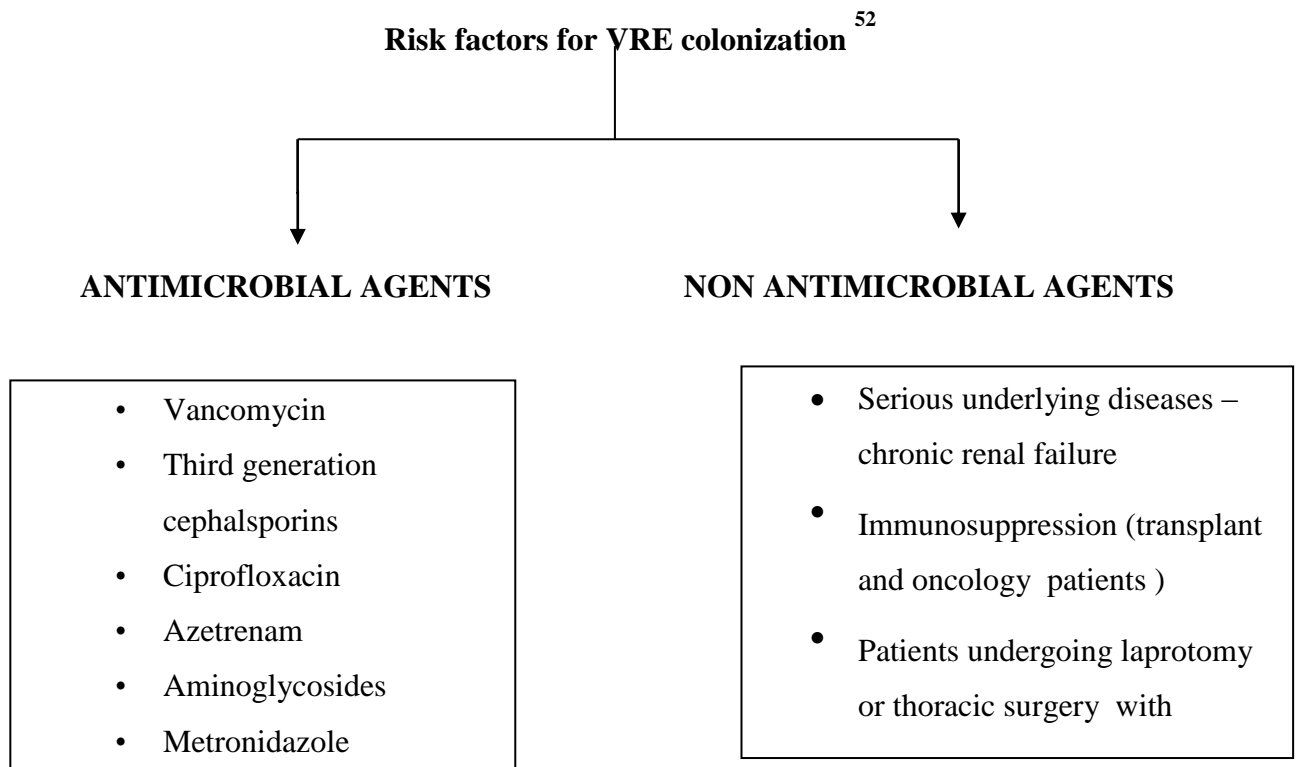 Risk factors for VRE colonization 52
ANTIMICROBIAL AGENTS
NON ANTIMICROBIAL AGENTS
• Vancomycin
• Third generation
cephalsporins
• Ciprofloxacin
• Azetrenam
• Aminoglycosides
• Metronidazole
• Serious underlying diseases –
chronic renal failure
• Immunosuppression (transplant
and oncology patients )
• Patients undergoing laprotomy
or thoracic surgery with